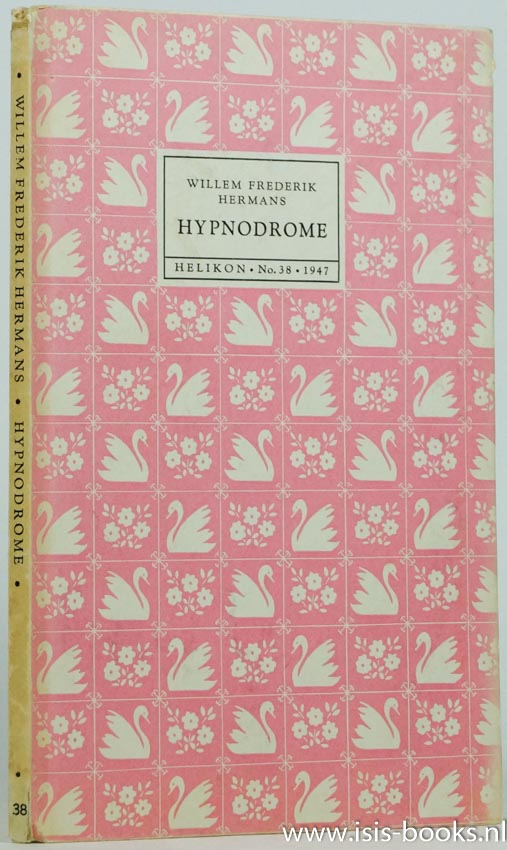 WILLEM FREDERIK
HERMANS
HYPNODROME
HELIKON • No. 38 • 1947
• WILLEM FREDERIK HERMANS • HYPNODROME •
• 38
www.isis-books.nl